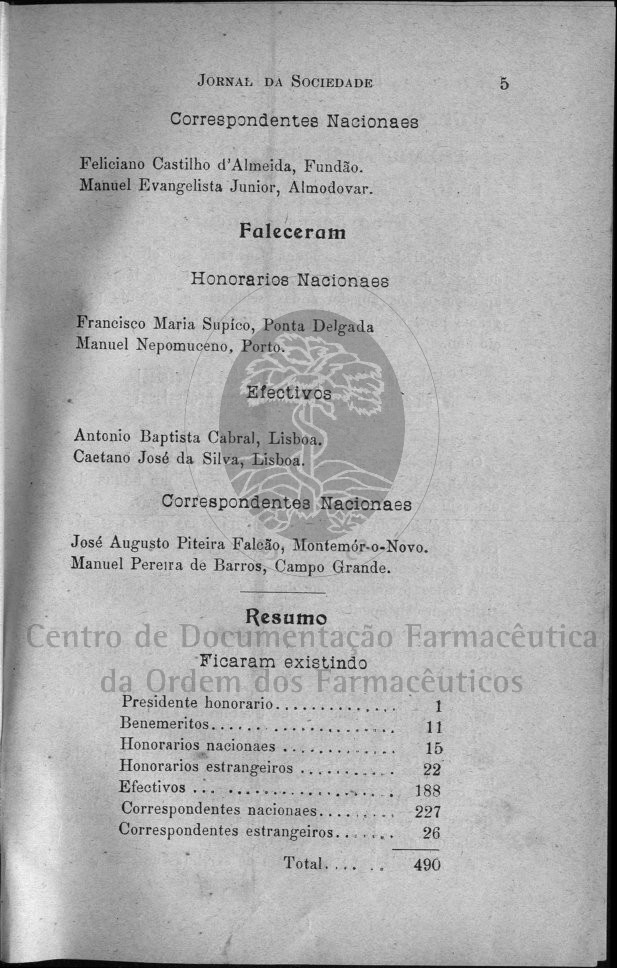 JORNAL DA SOCIEDADE 5
Correspondentes Nacionaes
Feliciano Castilho d'Almeida, Fundão.
Manuel Evangelista Junior, Almodovar.
Faleceram
Honorarios Nacionaes
Francisco Maria Supíco, Ponta Delgada
Manuel Nepomuceno, Porto.
Efectivos
Antonio Baptista Cabral, Lisboa.
Caetano José da Silva, Lisboa.
Correspondentes Nacionaes
José Augusto Piteira Falcão, Montemór-o-Novo.
Manuel Pereira de Barros, Campo Grande.
Resumo
Centro de Documentação Farmacêutica
Ficaram existindo
da Ordem dos Farmacêuticos
Presidente honorario.............. 1
Benemeritos..................... 11
Honorarios nacionaes ............. 15
Honorarios estrangeiros ........... 22
Efectivos ... .................... 188
Correspondentes nacionaes......... 227
Correspondentes estrangeiros....... 26
Total.... .. 490